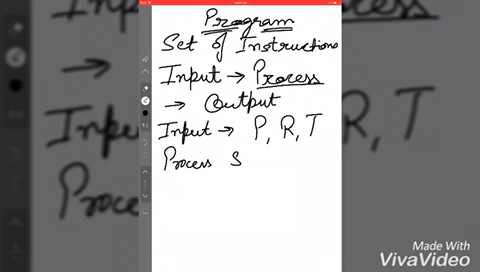 Program
Set of Instructions
Input → Process
→ Output
Input → P, R, T
Process S
Made With
VivaVideo